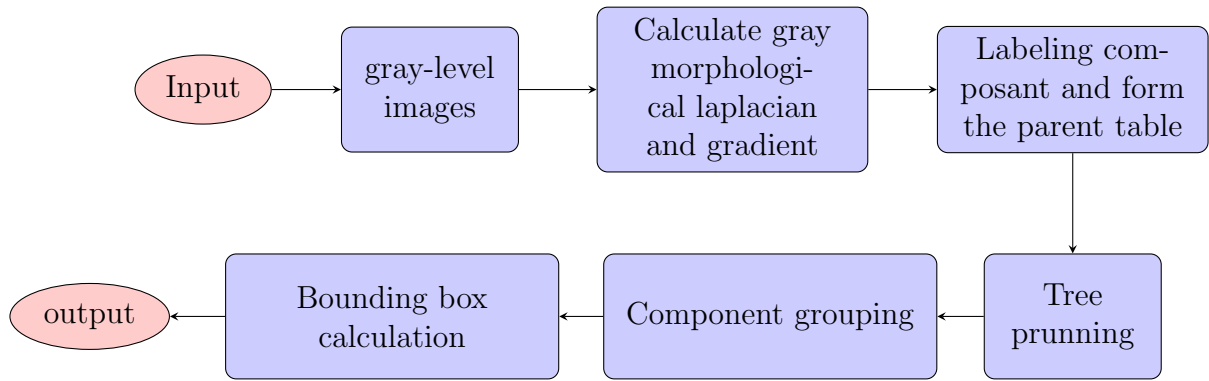 Input
gray-level
images
Calculate gray
morphologi-
cal laplacian
and gradient
Labeling com-
posant and form
the parent table
Tree
prunning
Component grouping
Bounding box
calculation
output